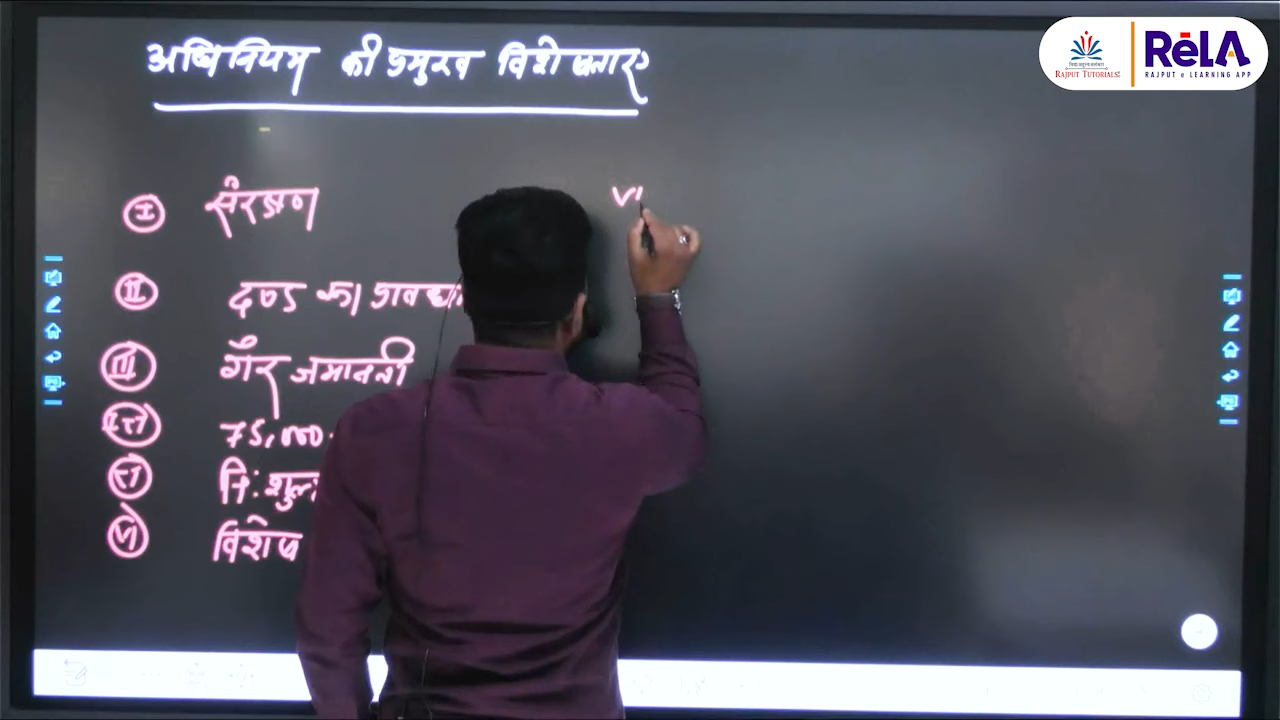 अधिनियम की प्रमुख विशेषताएं
I संरक्षण
II दण्ड का प्रावधान
III गैर जमानती
IV 75,000
V नि:शुल्
VI विशेष
VI
RAJPUT TUTORIALS!
RELA
RAJPUT e LEARNING APP